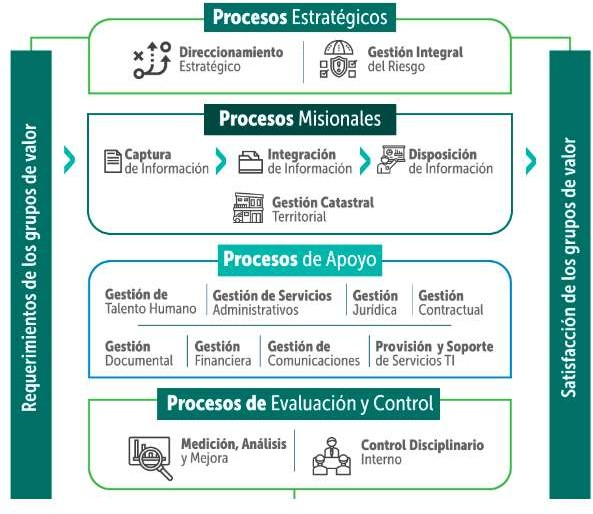 Procesos Estratégicos
Direccionamiento
Estratégico
Gestión Integral
del Riesgo
Requerimientos de los grupos de valor
Procesos Misionales
Captura
de Información
Integración
de Información
Disposición
de Información
Gestión Catastral
Territorial
Procesos de Apoyo
Gestión de
Talento Humano
Gestión de Servicios
Administrativos
Gestión
Jurídica
Gestión
Contractual
Gestión
Documental
Gestión
Financiera
Gestión de
Comunicaciones
Provisión y Soporte
de Servicios TI
Procesos de Evaluación y Control
Medición, Análisis
y Mejora
Control Disciplinario
Interno
Satisfacción de los grupos de valor